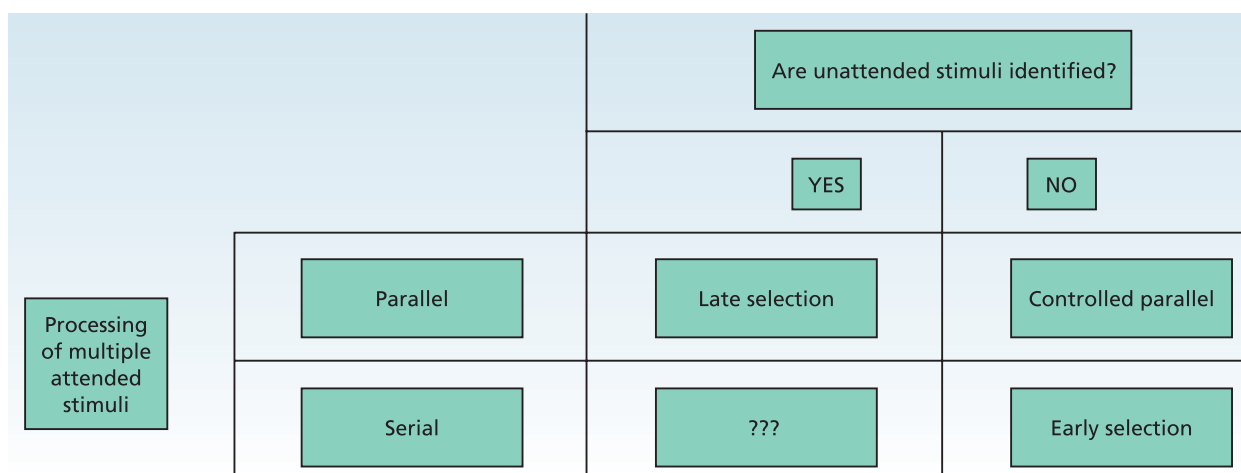 Are unattended stimuli identified?
YES
NO
Parallel
Late selection
Controlled parallel
Processing
of multiple
attended
stimuli
Serial
???
Early selection